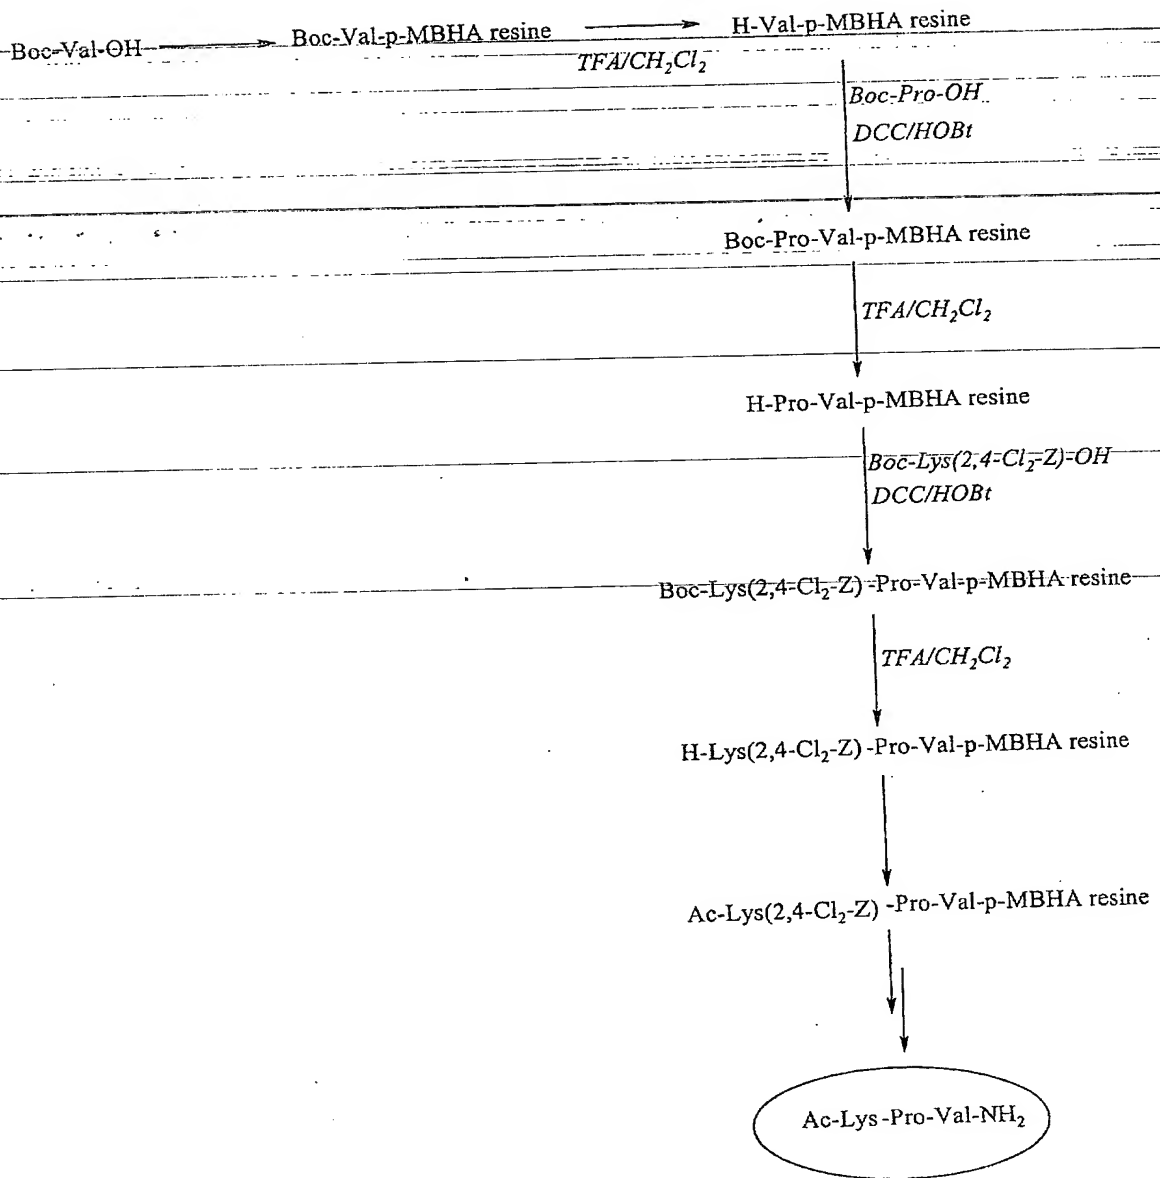 Boc-Val-OH Boc-Val-p-MBHA resine H-Val-p-MBHA resine
TFA/CH₂Cl₂
Boc-Pro-OH
DCC/HOBt
Boc-Pro-Val-p-MBHA resine
TFA/CH₂Cl₂
H-Pro-Val-p-MBHA resine
Boc-Lys(2,4-Cl₂-Z)-OH
DCC/HOBt
Boc-Lys(2,4-Cl₂-Z)-Pro-Val-p-MBHA resine
TFA/CH₂Cl₂
H-Lys(2,4-Cl₂-Z)-Pro-Val-p-MBHA resine
Ac-Lys(2,4-Cl₂-Z)-Pro-Val-p-MBHA resine
Ac-Lys-Pro-Val-NH₂